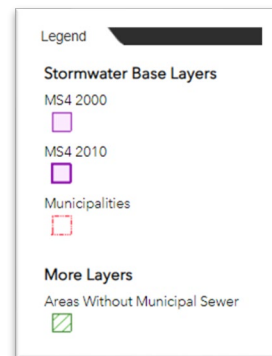 Legend
Stormwater Base Layers
MS4 2000
MS4 2010
Municipalities
More Layers
Areas Without Municipal Sewer